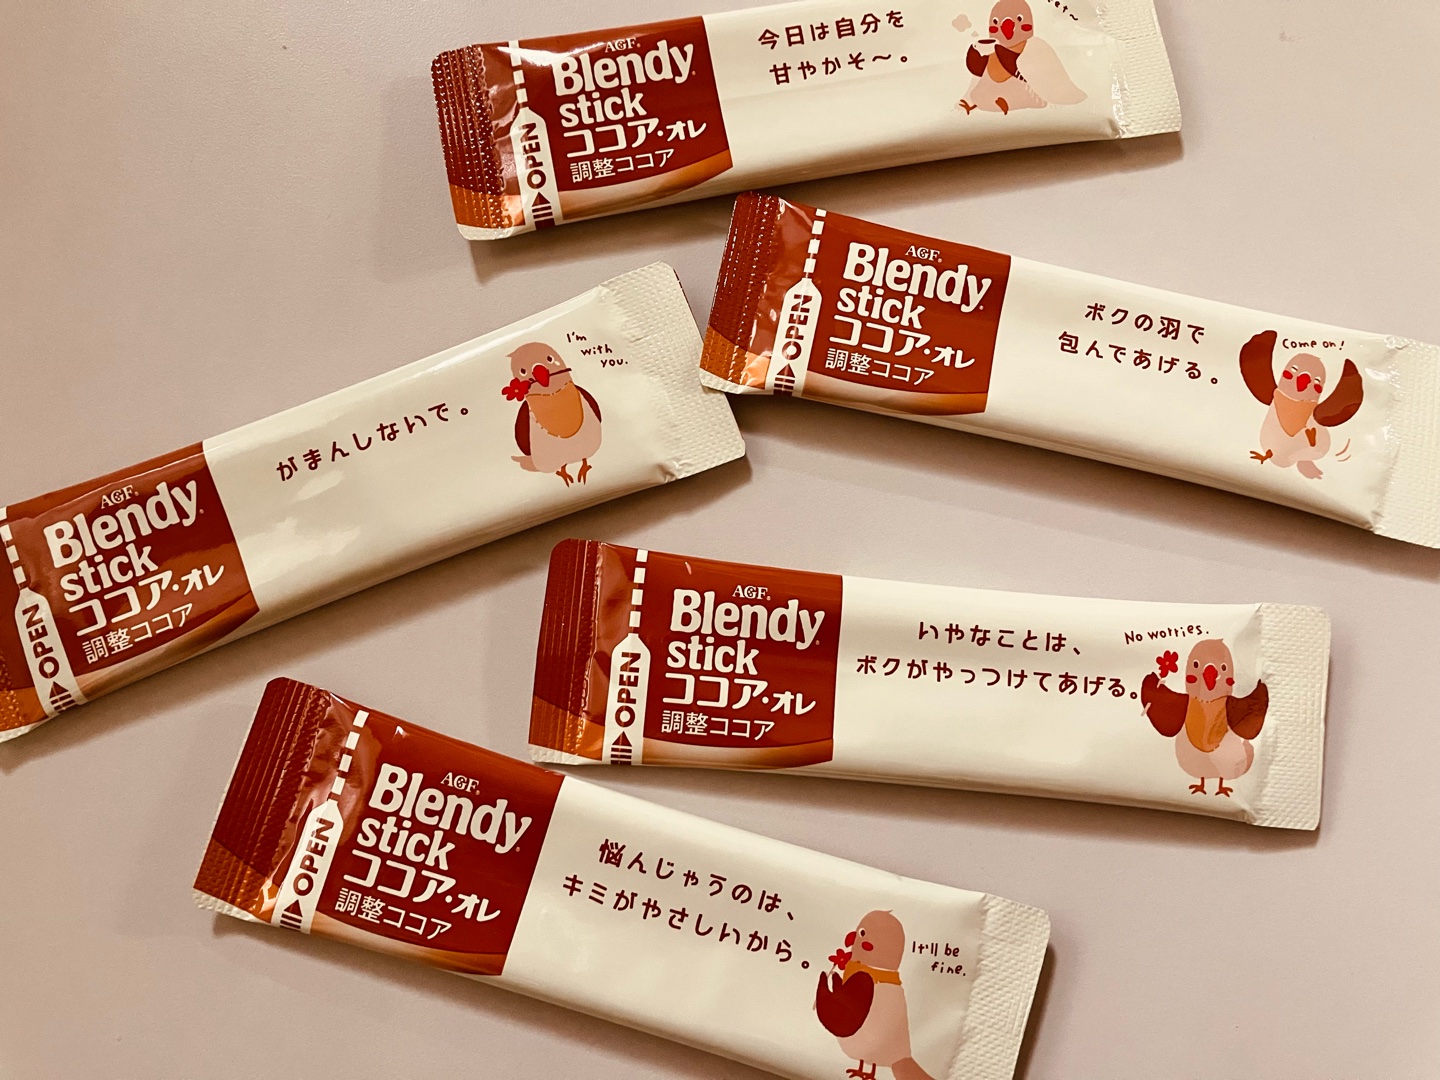 AGF
Blendy
stick
ココア・オレ
調整ココア
OPEN
今日は自分を
甘やかそ〜。
AGF
Blendy
stick
ココア・オレ
調整ココア
OPEN
ボクの羽で
包んであげる。
Come on!
AGF
Blendy
stick
ココア・オレ
調整ココア
OPEN
がまんしないで。
I'm
with
you.
AGF
Blendy
stick
ココア・オレ
調整ココア
OPEN
いやなことは、
ボクがやっつけてあげる。
No worries.
AGF
Blendy
stick
ココア・オレ
調整ココア
OPEN
悩んじゃうのは、
キミがやさしいから。
It'll be
fine.